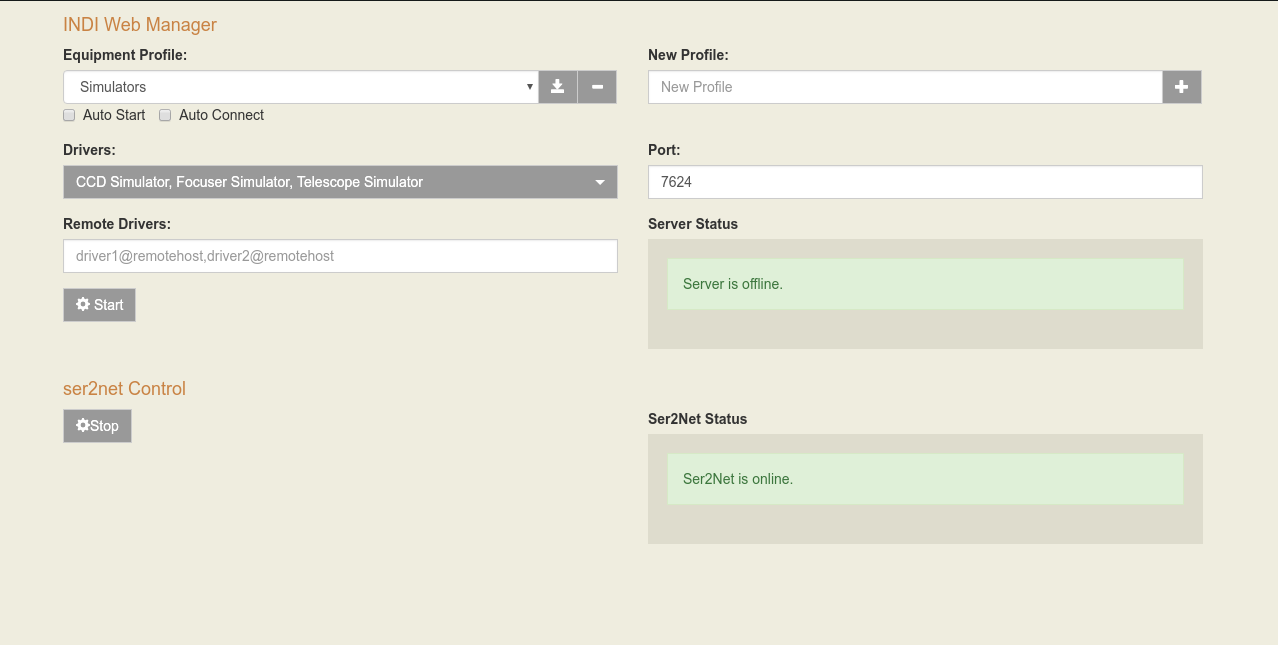 INDI Web Manager
Equipment Profile:
Simulators
Auto Start Auto Connect
New Profile:
New Profile
Drivers:
CCD Simulator, Focuser Simulator, Telescope Simulator
Port:
7624
Remote Drivers:
driver1@remotehost,driver2@remotehost
Start
Server Status
Server is offline.
ser2net Control
Stop
Ser2Net Status
Ser2Net is online.